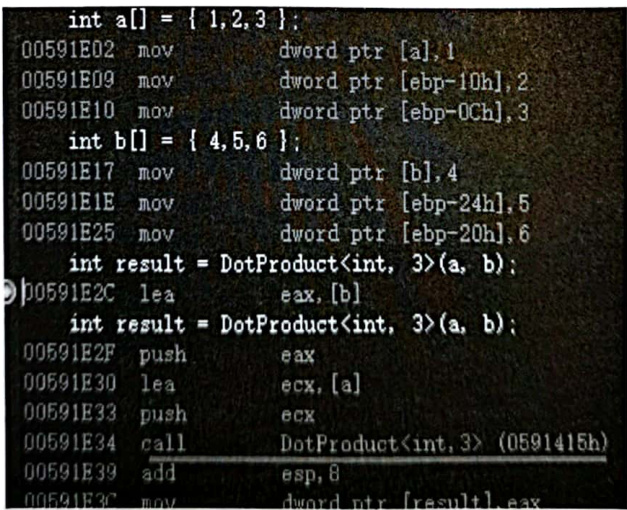 int a[] = { 1,2,3 };
00591E02 mov dword ptr [a],1
00591E09 mov dword ptr [ebp-10h],2
00591E10 mov dword ptr [ebp-0Ch],3
int b[] = { 4,5,6 };
00591E17 mov dword ptr [b],4
00591E1E mov dword ptr [ebp-24h],5
00591E25 mov dword ptr [ebp-20h],6
int result = DotProduct<int, 3>(a, b);
00591E2C lea eax,[b]
int result = DotProduct<int, 3>(a, b);
00591E2F push eax
00591E30 lea ecx,[a]
00591E33 push ecx
00591E34 call DotProduct<int,3> (0591415h)
00591E39 add esp,8
00591E3C mov dword ptr [result],eax